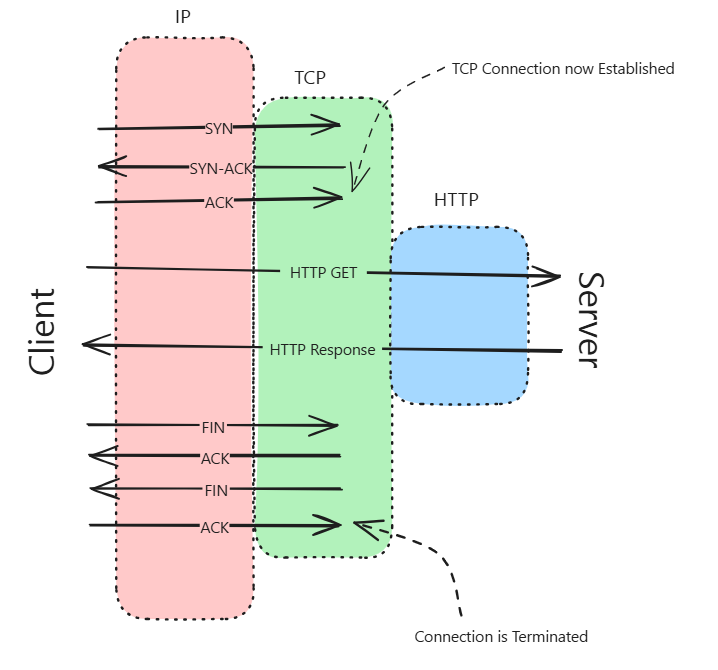 IP
TCP
TCP Connection now Established
SYN
SYN-ACK
ACK
HTTP
HTTP GET
Client
Server
HTTP Response
FIN
ACK
FIN
ACK
Connection is Terminated